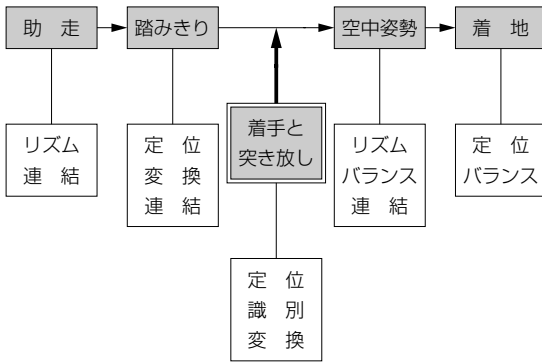 助 走
踏みきり
空中姿勢
着 地
着手と
突き放し
リズム
連 結
定 位
変 換
連 結
リズム
バランス
連 結
定 位
バランス
定 位
識 別
変 換